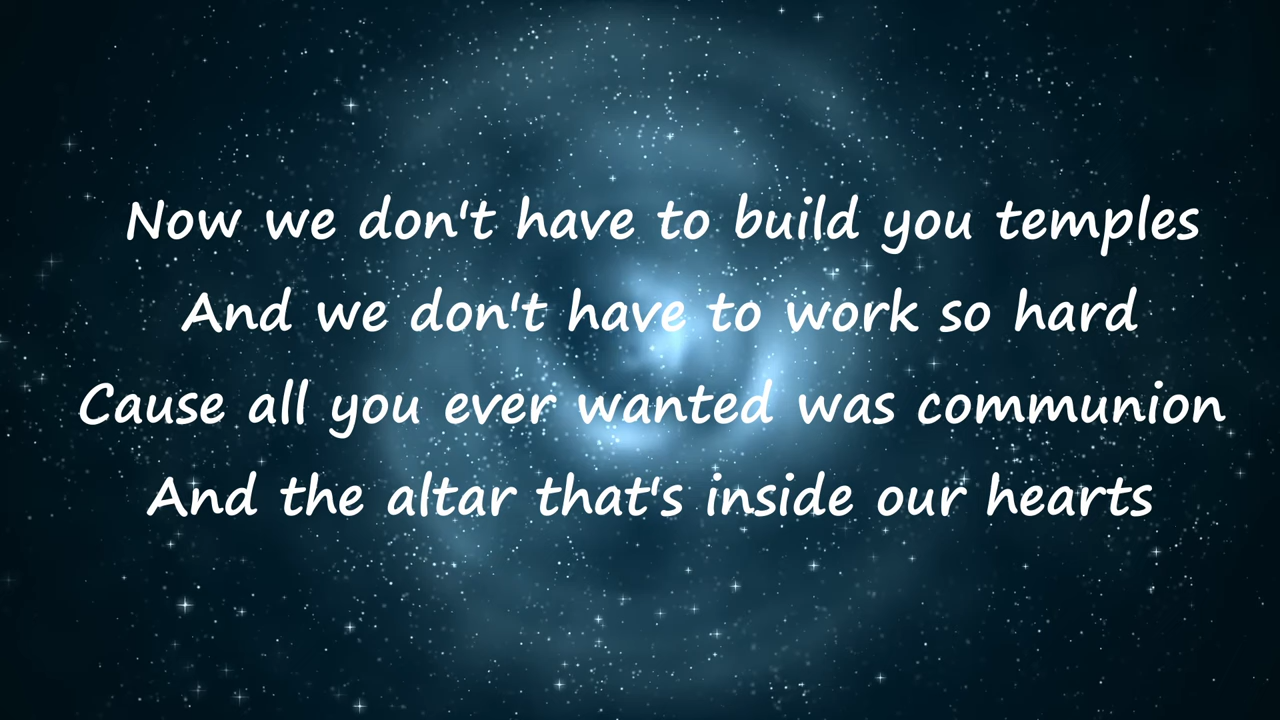 Now we don't have to build you temples
And we don't have to work so hard
Cause all you ever wanted was communion
And the altar that's inside our hearts